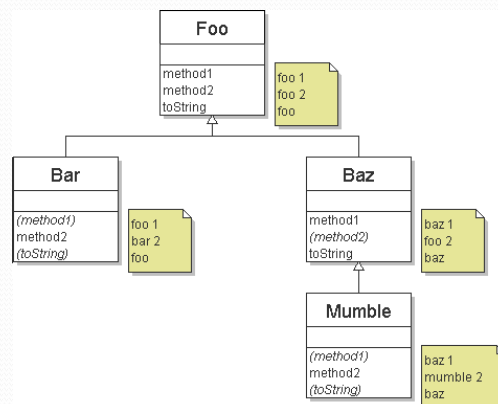 Foo
method1
method2
toString
foo 1
foo 2
foo
Bar
(method1)
method2
(toString)
foo 1
bar 2
foo
Baz
method1
(method2)
toString
baz 1
foo 2
baz
Mumble
(method1)
method2
(toString)
baz 1
mumble 2
baz